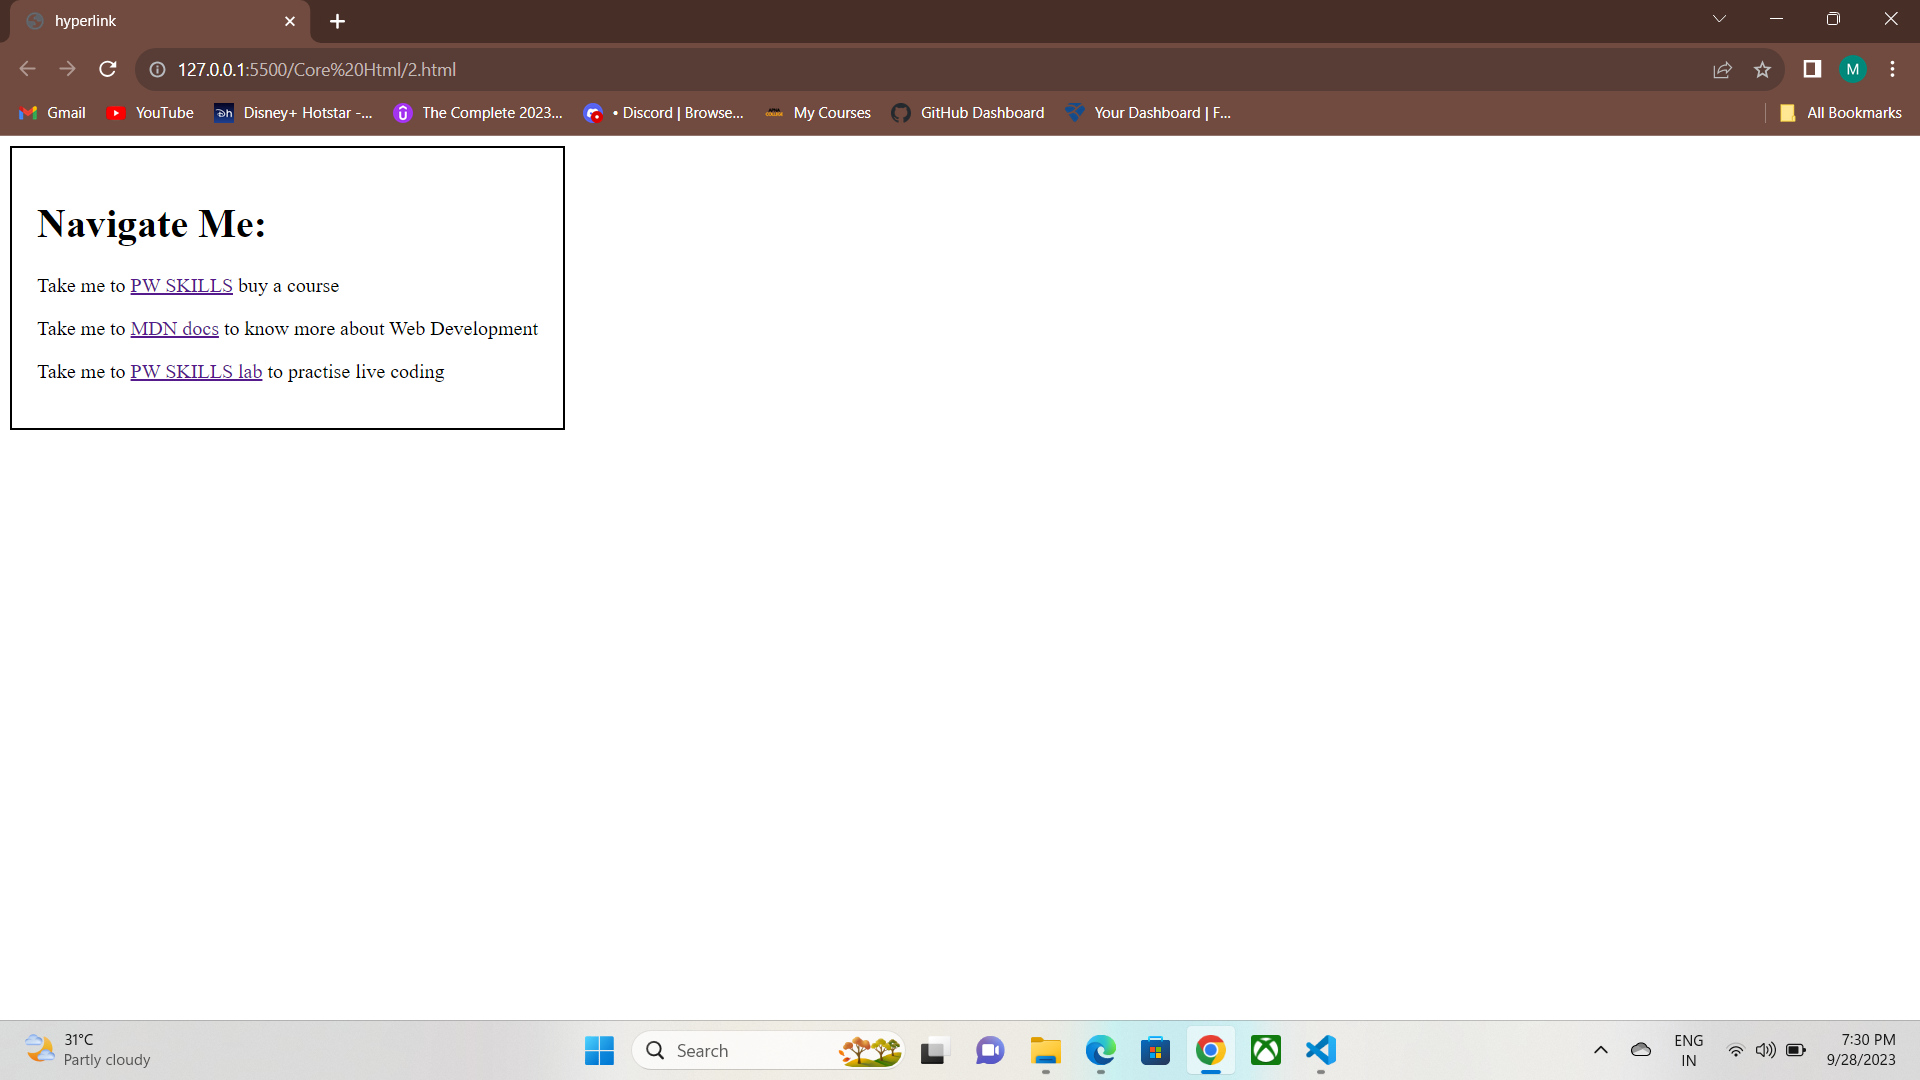 hyperlink
127.0.0.1:5500/Core%20Html/2.html
M
Gmail YouTube Disney+ Hotstar -... The Complete 2023... • Discord | Browse... My Courses GitHub Dashboard Your Dashboard | F... All Bookmarks
Navigate Me:
Take me to PW SKILLS buy a course
Take me to MDN docs to know more about Web Development
Take me to PW SKILLS lab to practise live coding
31°C
Partly cloudy
Search
ENG
IN
7:30 PM
9/28/2023